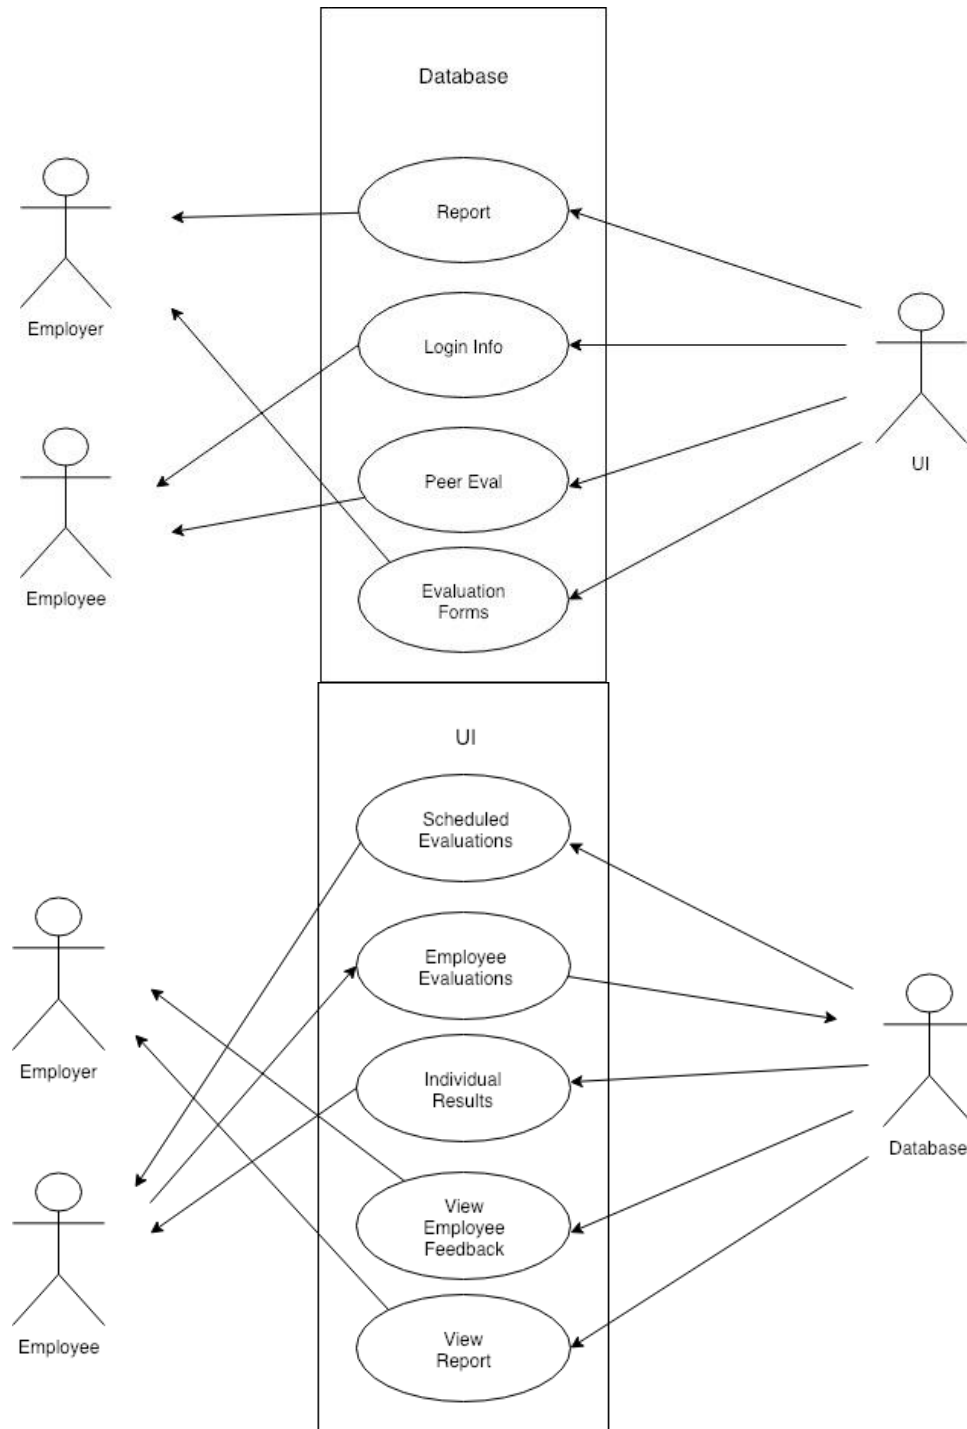 Database
Report
Employer
Login Info
Peer Eval
UI
Employee
Evaluation
Forms
UI
Scheduled
Evaluations
Employee
Evaluations
Employer
Individual
Results
Database
View
Employee
Feedback
View
Report
Employee